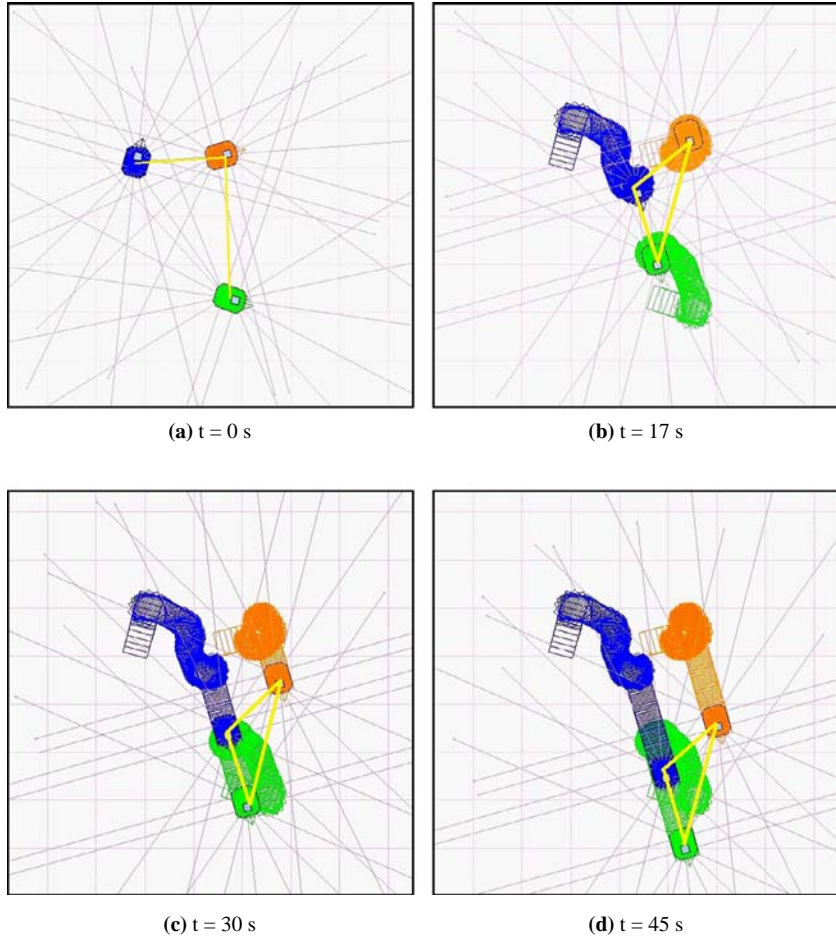 (a) t = 0 s
(b) t = 17 s
(c) t = 30 s
(d) t = 45 s